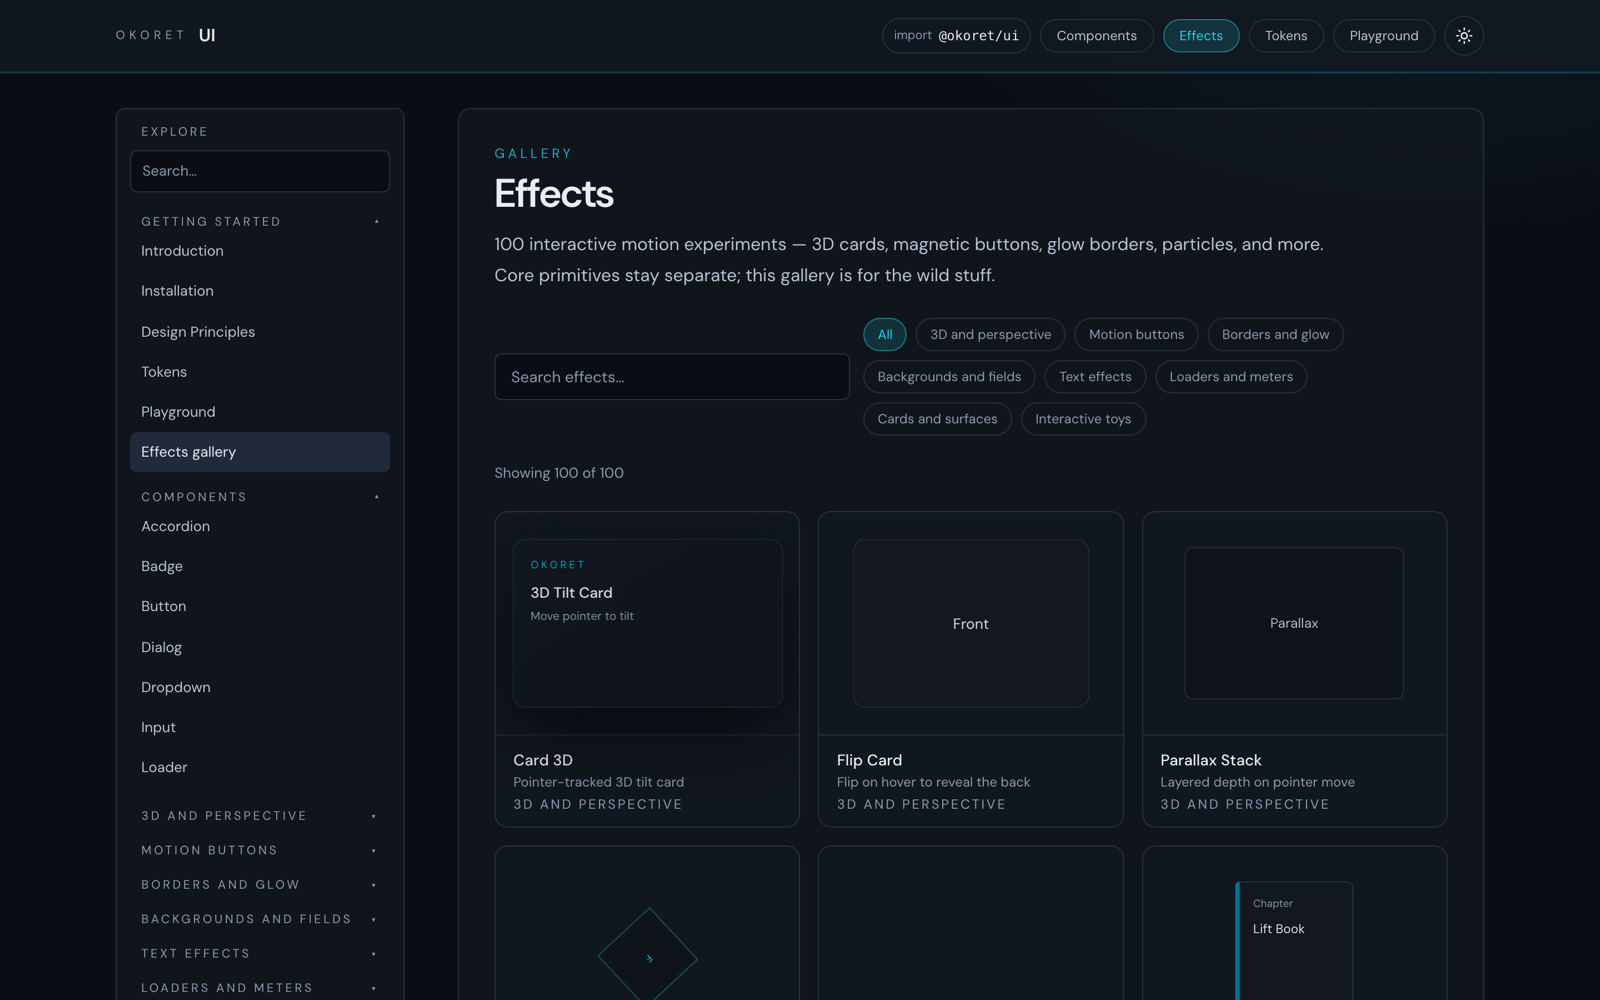 OKORET UI
import @okoret/ui
Components
Effects
Tokens
Playground
EXPLORE
Search...
GETTING STARTED
Introduction
Installation
Design Principles
Tokens
Playground
Effects gallery
COMPONENTS
Accordion
Badge
Button
Dialog
Dropdown
Input
Loader
3D AND PERSPECTIVE
MOTION BUTTONS
BORDERS AND GLOW
BACKGROUNDS AND FIELDS
TEXT EFFECTS
LOADERS AND METERS
GALLERY
Effects
100 interactive motion experiments — 3D cards, magnetic buttons, glow borders, particles, and more.
Core primitives stay separate; this gallery is for the wild stuff.
Search effects...
All
3D and perspective
Motion buttons
Borders and glow
Backgrounds and fields
Text effects
Loaders and meters
Cards and surfaces
Interactive toys
Showing 100 of 100
OKORET
3D Tilt Card
Move pointer to tilt
Card 3D
Pointer-tracked 3D tilt card
3D AND PERSPECTIVE
Front
Flip Card
Flip on hover to reveal the back
3D AND PERSPECTIVE
Parallax
Parallax Stack
Layered depth on pointer move
3D AND PERSPECTIVE
Chapter
Lift Book